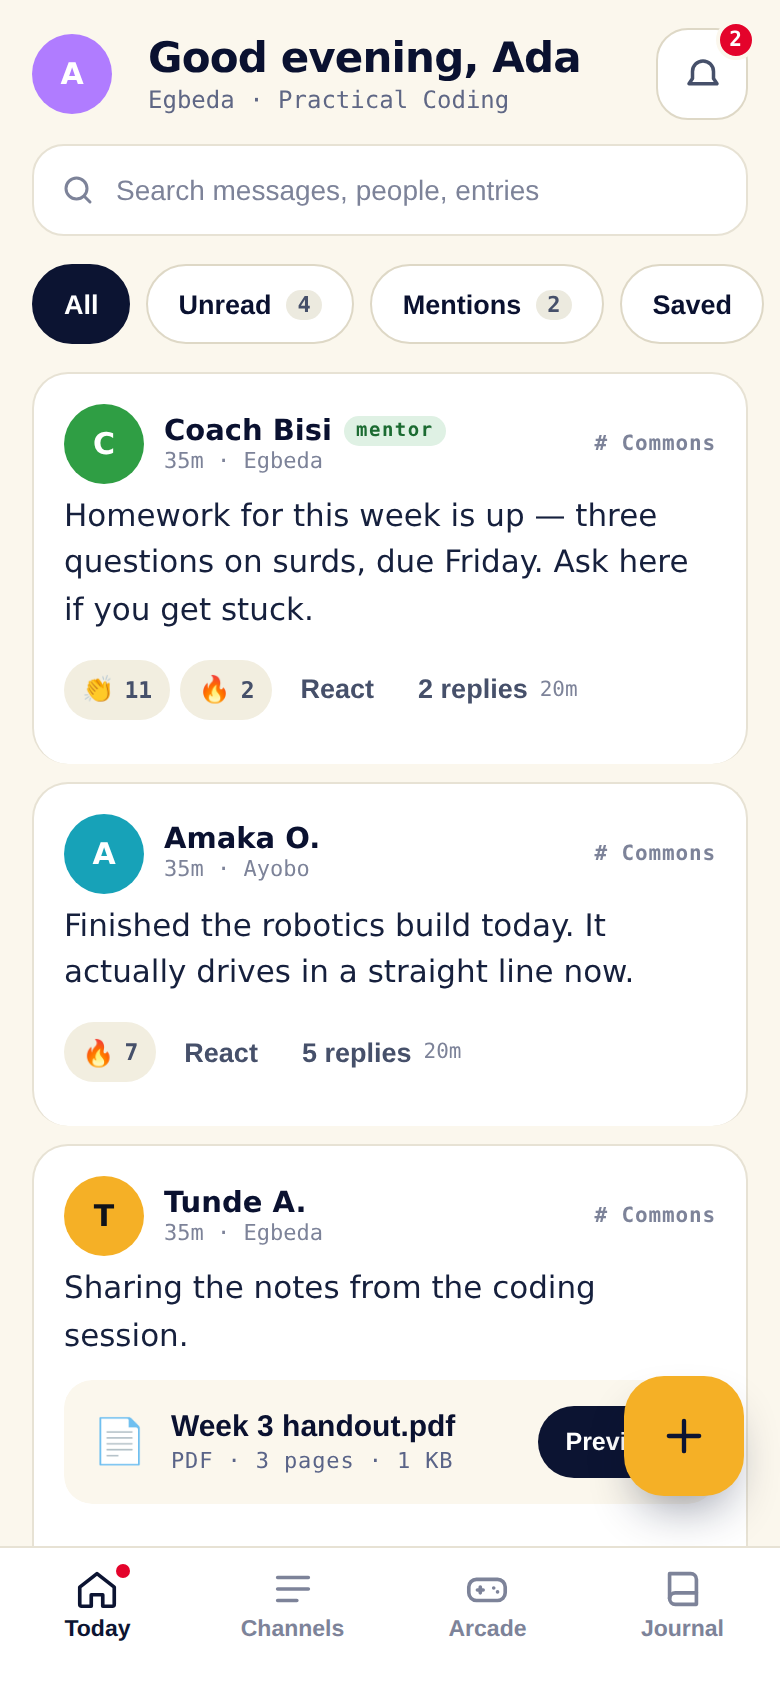 A
Good evening, Ada
Egbeda · Practical Coding
2
Search messages, people, entries
All
Unread 4
Mentions 2
Saved
C
Coach Bisi mentor
35m · Egbeda
# Commons
Homework for this week is up — three
questions on surds, due Friday. Ask here
if you get stuck.
👏 11 🔥 2 React 2 replies 20m
A
Amaka O.
35m · Ayobo
# Commons
Finished the robotics build today. It
actually drives in a straight line now.
🔥 7 React 5 replies 20m
T
Tunde A.
35m · Egbeda
# Commons
Sharing the notes from the coding
session.
Week 3 handout.pdf
PDF · 3 pages · 1 KB
Today
Channels
Arcade
Journal